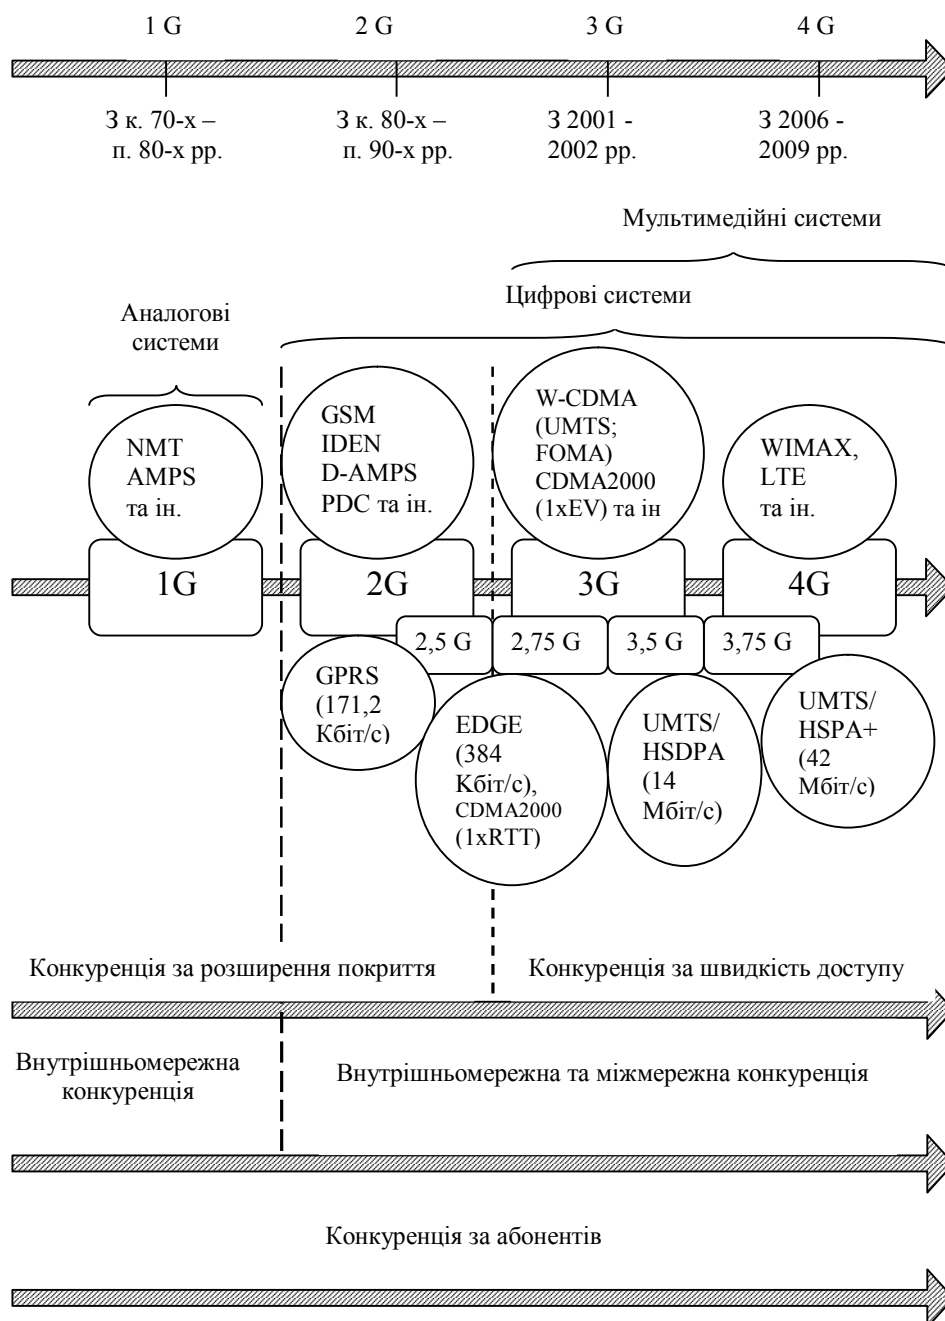 1 G
2 G
3 G
4 G
З к. 70-х –
п. 80-х рр.
З к. 80-х –
п. 90-х рр.
З 2001 -
2002 рр.
З 2006 -
2009 рр.
Мультимедійні системи
Цифрові системи
Аналогові
системи
NMT
AMPS
та ін.
GSM
IDEN
D-AMPS
PDC та ін.
W-CDMA
(UMTS;
FOMA)
CDMA2000
(1xEV) та ін
WIMAX,
LTE
та ін.
1G
2G
3G
4G
2,5 G
2,75 G
3,5 G
3,75 G
GPRS
(171,2
Кбіт/с)
EDGE
(384
Кбіт/с),
CDMA2000
(1xRTT)
UMTS/
HSDPA
(14
Мбіт/с)
UMTS/
HSPA+
(42
Мбіт/с)
Конкуренція за розширення покриття
Конкуренція за швидкість доступу
Внутрішньомережна
конкуренція
Внутрішньомережна та міжмережна конкуренція
Конкуренція за абонентів